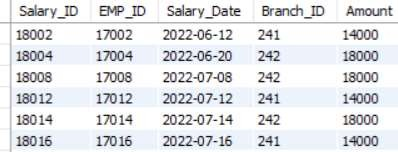 Salary_ID EMP_ID Salary_Date Branch_ID Amount
18002 17002 2022-06-12 241 14000
18004 17004 2022-06-20 242 18000
18008 17008 2022-07-08 242 18000
18012 17012 2022-07-12 241 14000
18014 17014 2022-07-14 242 18000
18016 17016 2022-07-16 241 14000